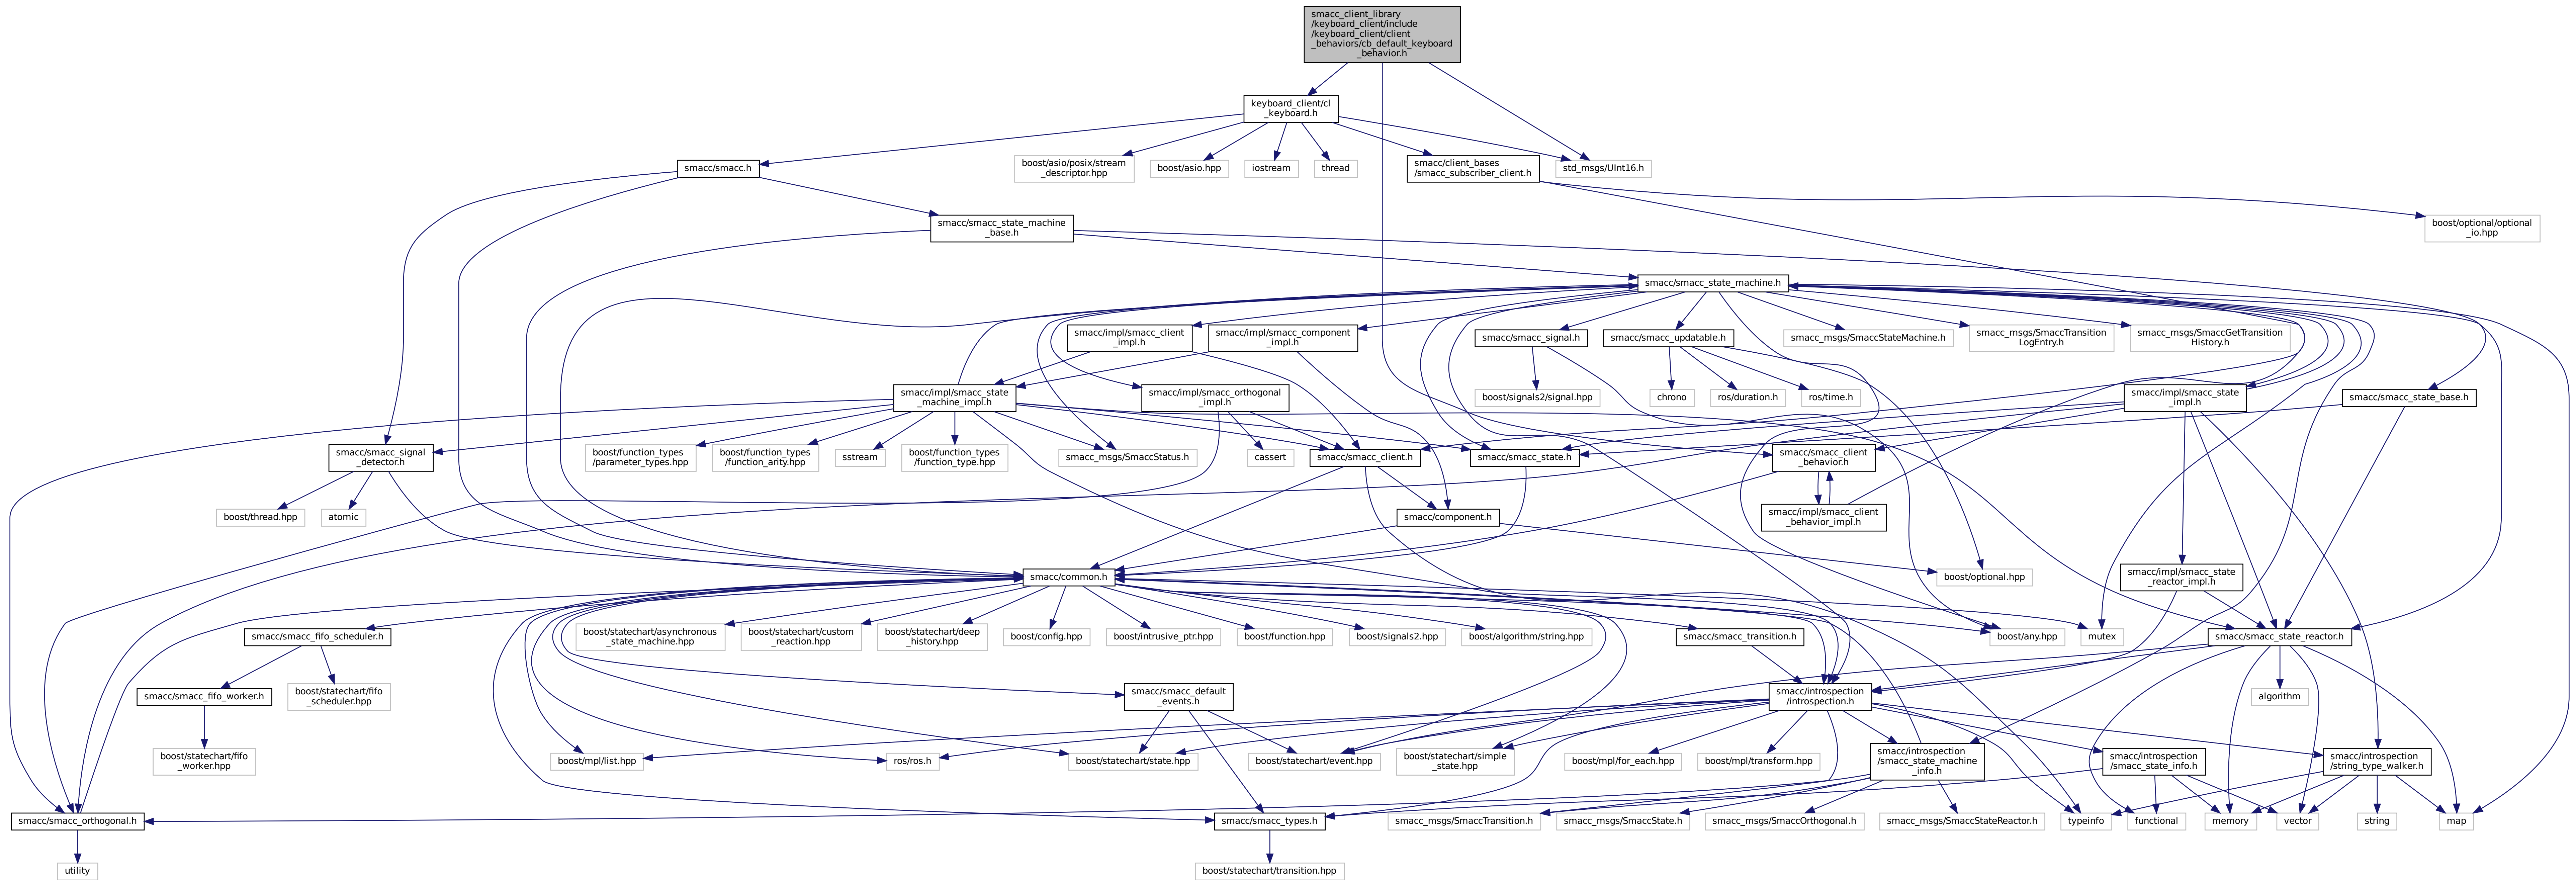 smacc_client_library
/keyboard_client/include
/keyboard_client/client
_behaviors/cb_default_keyboard
_behavior.h
keyboard_client/cl
_keyboard.h
smacc/smacc.h
boost/asio/posix/stream
_descriptor.hpp
boost/asio.hpp
iostream
thread
smacc/client_bases
/smacc_subscriber_client.h
std_msgs/UInt16.h
smacc/smacc_state_machine
_base.h
boost/optional/optional
_io.hpp
smacc/smacc_state_machine.h
smacc/impl/smacc_client
_impl.h
smacc/impl/smacc_component
_impl.h
smacc/smacc_signal.h
smacc/smacc_updatable.h
smacc_msgs/SmaccStateMachine.h
smacc_msgs/SmaccTransition
LogEntry.h
smacc_msgs/SmaccGetTransition
History.h
smacc/impl/smacc_state
_machine_impl.h
smacc/impl/smacc_orthogonal
_impl.h
boost/signals2/signal.hpp
chrono
ros/duration.h
ros/time.h
smacc/impl/smacc_state
_impl.h
smacc/smacc_state_base.h
smacc/smacc_signal
_detector.h
boost/function_types
/parameter_types.hpp
boost/function_types
/function_arity.hpp
sstream
boost/function_types
/function_type.hpp
smacc_msgs/SmaccStatus.h
cassert
smacc/smacc_client.h
smacc/smacc_state.h
smacc/smacc_client
_behavior.h
boost/thread.hpp
atomic
smacc/component.h
smacc/impl/smacc_client
_behavior_impl.h
smacc/common.h
boost/optional.hpp
smacc/impl/smacc_state
_reactor_impl.h
smacc/smacc_fifo_scheduler.h
boost/statechart/asynchronous
_state_machine.hpp
boost/statechart/custom
_reaction.hpp
boost/statechart/deep
_history.hpp
boost/config.hpp
boost/intrusive_ptr.hpp
boost/function.hpp
boost/signals2.hpp
boost/algorithm/string.hpp
smacc/smacc_transition.h
boost/any.hpp
mutex
smacc/smacc_state_reactor.h
smacc/smacc_fifo_worker.h
boost/statechart/fifo
_scheduler.hpp
smacc/smacc_default
_events.h
smacc/introspection
/introspection.h
algorithm
boost/statechart/fifo
_worker.hpp
boost/mpl/list.hpp
ros/ros.h
boost/statechart/state.hpp
boost/statechart/event.hpp
boost/statechart/simple
_state.hpp
boost/mpl/for_each.hpp
boost/mpl/transform.hpp
smacc/introspection
/smacc_state_machine
_info.h
smacc/introspection
/smacc_state_info.h
smacc/introspection
/string_type_walker.h
smacc/smacc_orthogonal.h
smacc/smacc_types.h
smacc_msgs/SmaccTransition.h
smacc_msgs/SmaccState.h
smacc_msgs/SmaccOrthogonal.h
smacc_msgs/SmaccStateReactor.h
typeinfo
functional
memory
vector
string
map
utility
boost/statechart/transition.hpp